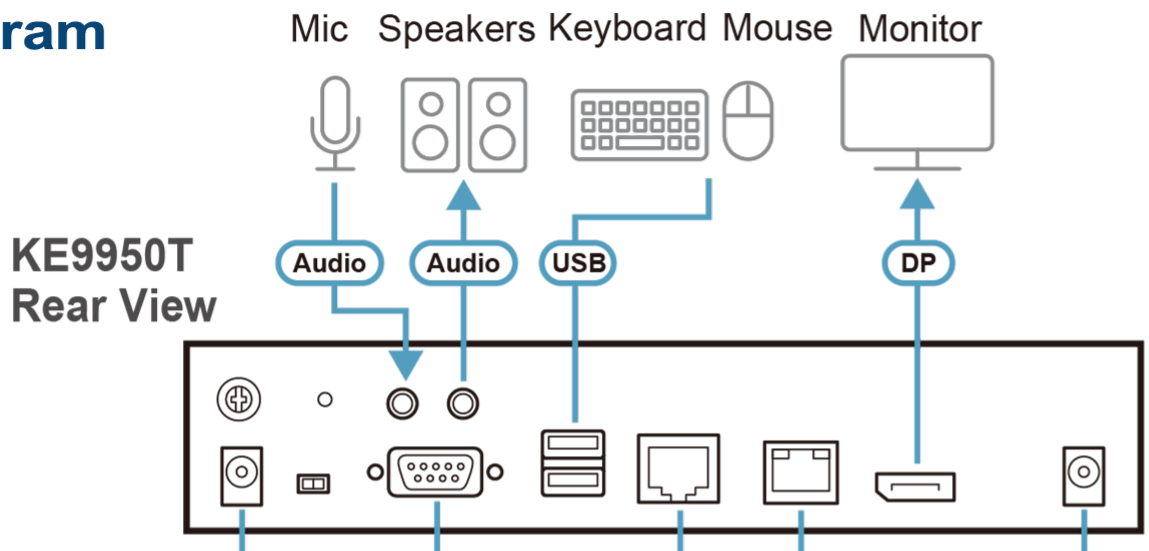 ram
Mic Speakers Keyboard Mouse Monitor
KE9950T
Rear View
Audio Audio USB DP